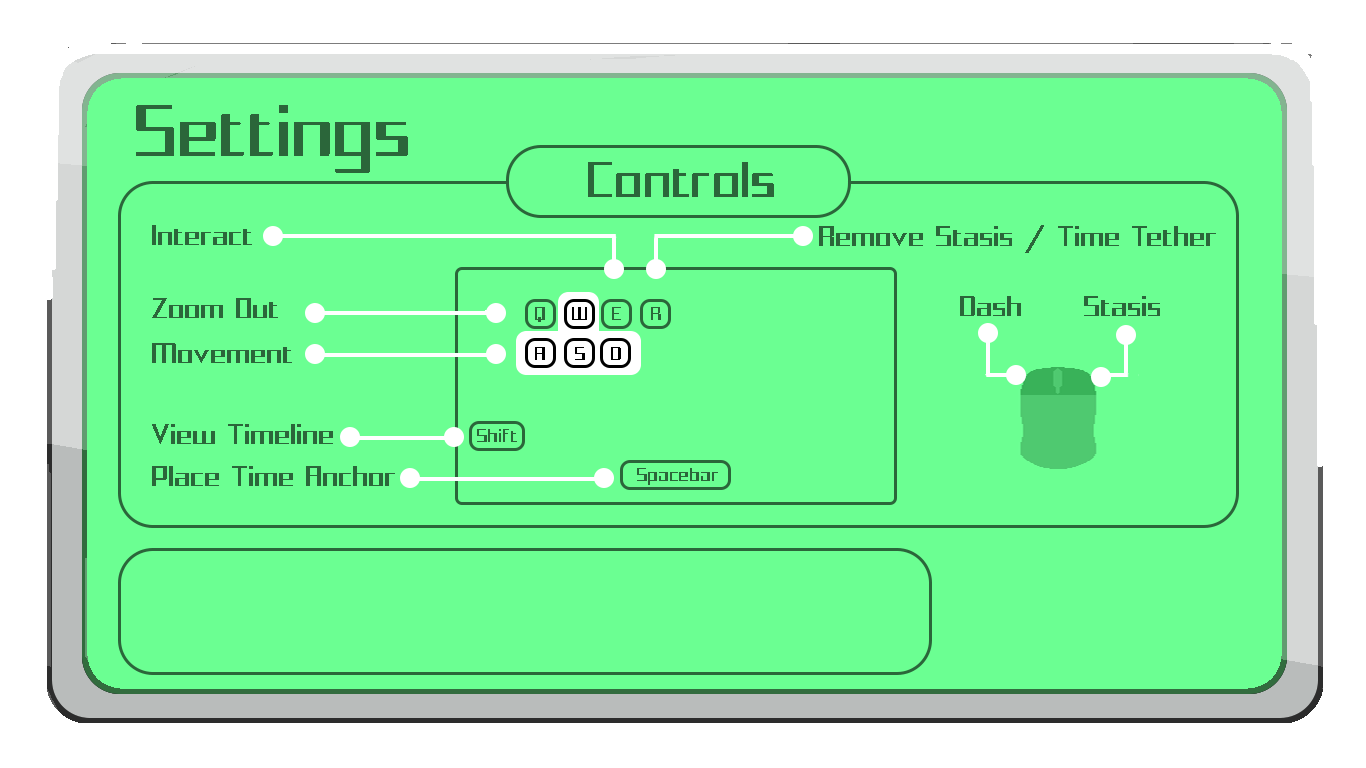 Settings
Controls
Interact
Remove Stasis / Time Tether
Zoom Out
Q W E R
Dash
Stasis
Movement
A S D
View Timeline
Shift
Place Time Anchor
Spacebar